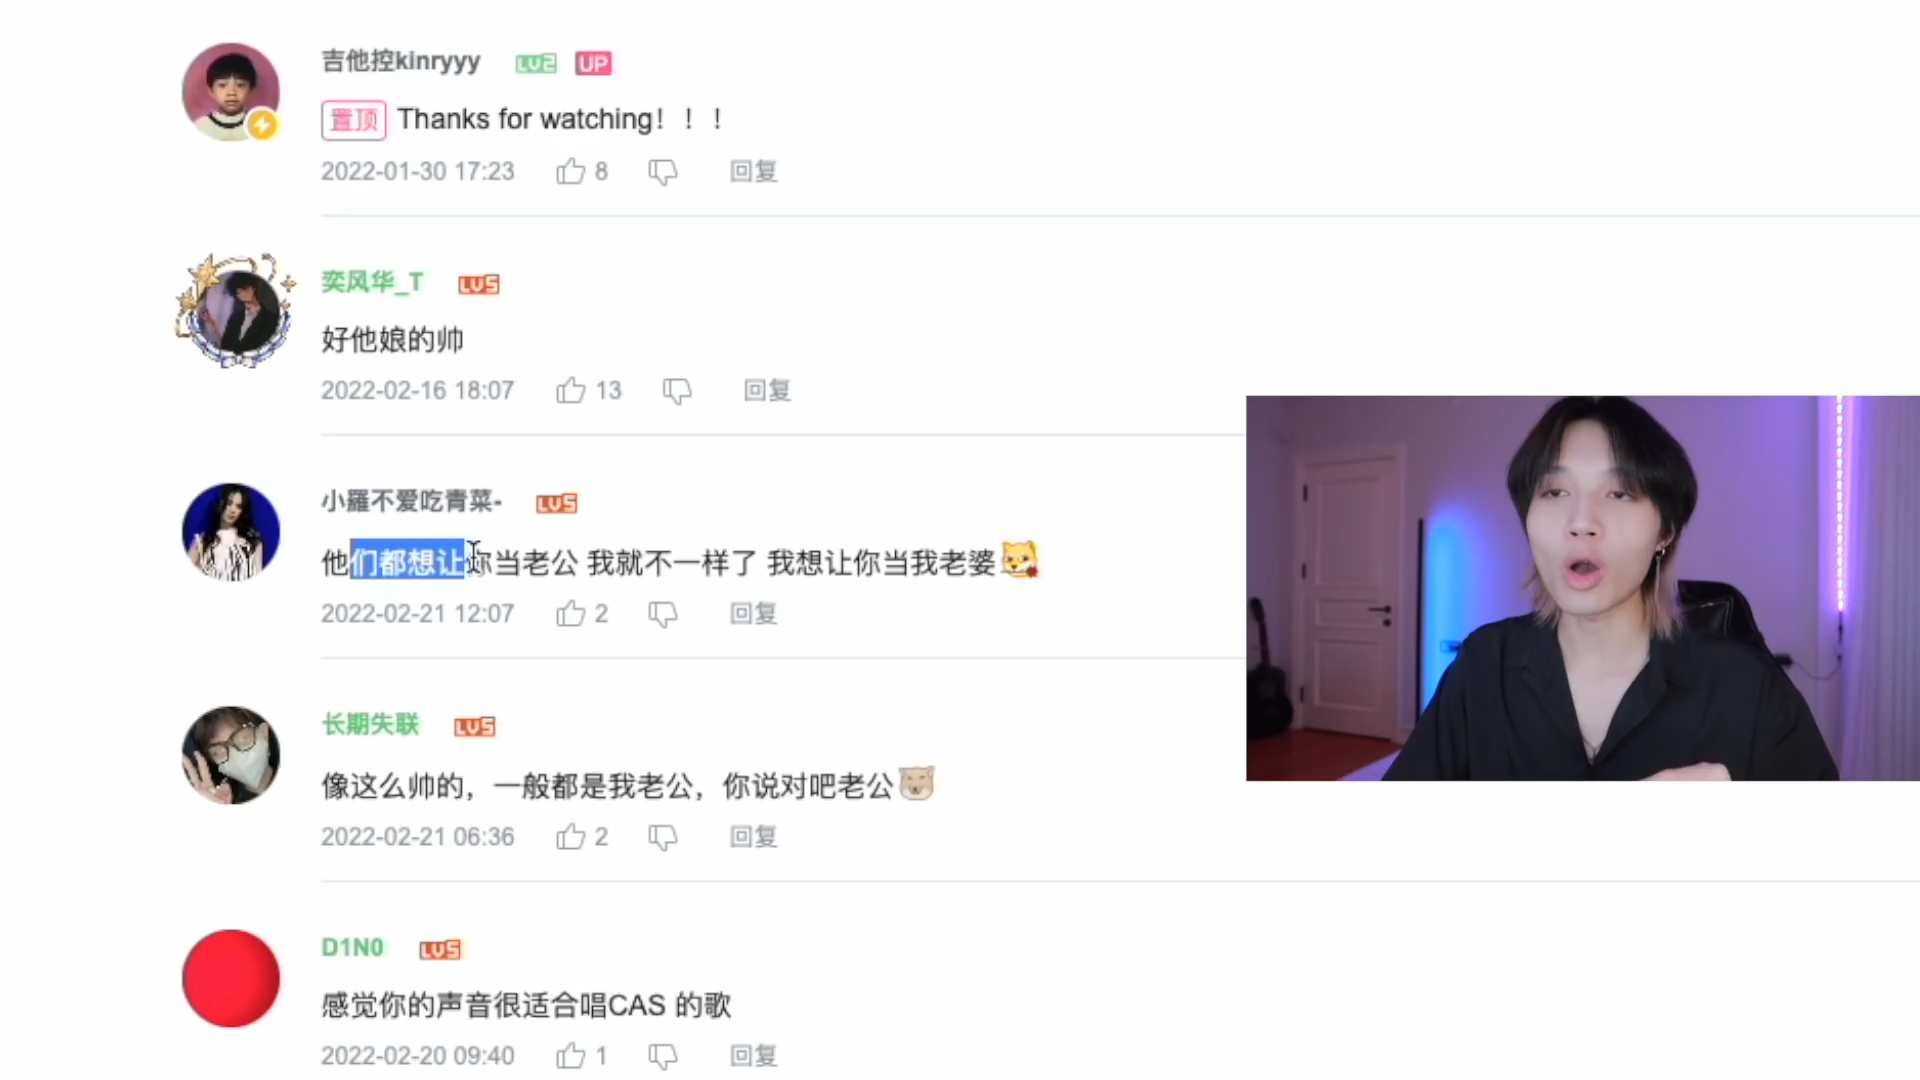 吉他控kinryyy LV2 UP
置顶 Thanks for watching！！！
2022-01-30 17:23 8 回复
奕风华_T LV5
好他娘的帅
2022-02-16 18:07 13 回复
小羅不爱吃青菜- LV5
他们都想让你当老公 我就不一样了 我想让你当我老婆
2022-02-21 12:07 2 回复
长期失联 LV5
像这么帅的，一般都是我老公，你说对吧老公
2022-02-21 06:36 2 回复
D1N0 LV5
感觉你的声音很适合唱CAS 的歌
2022-02-20 09:40 1 回复